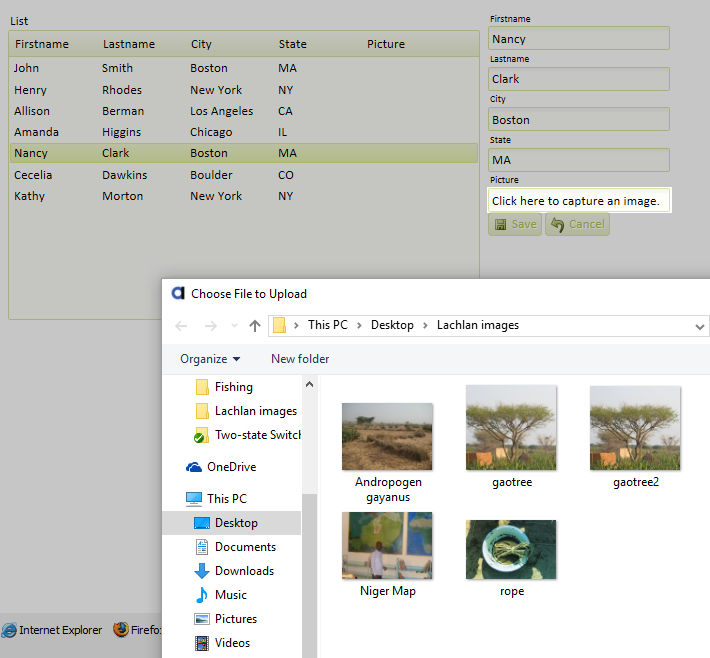 List
Firstname Lastname City State Picture
John Smith Boston MA
Henry Rhodes New York NY
Allison Berman Los Angeles CA
Amanda Higgins Chicago IL
Nancy Clark Boston MA
Cecelia Dawkins Boulder CO
Kathy Morton New York NY
Firstname
Nancy
Lastname
Clark
City
Boston
State
MA
Picture
Click here to capture an image.
Save Cancel
Choose File to Upload
This PC > Desktop > Lachlan images
Organize New folder
Fishing
Lachlan images
Two-state Switch
OneDrive
This PC
Desktop
Documents
Downloads
Music
Pictures
Videos
Andropogen
gayanus
gaotree
gaotree2
Niger Map
rope
Internet Explorer Firefo